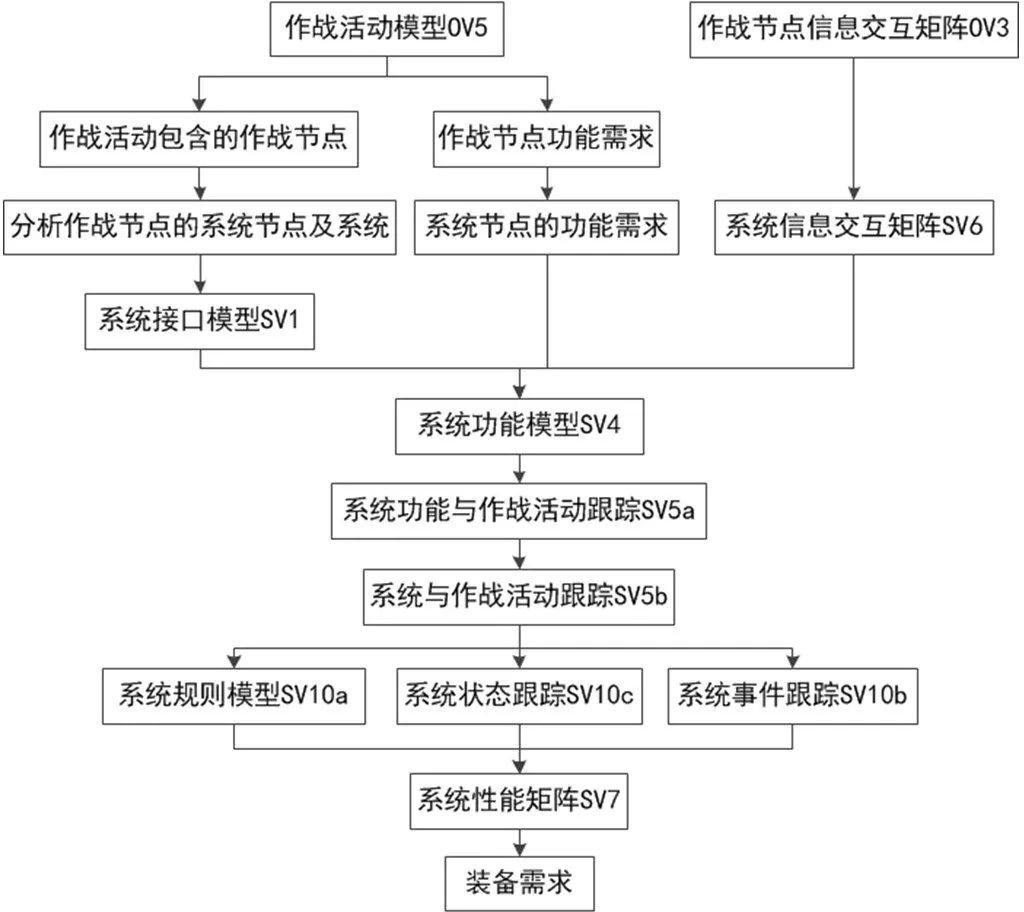 作战活动模型OV5
作战节点信息交互矩阵OV3
作战活动包含的作战节点
作战节点功能需求
分析作战节点的系统节点及系统
系统节点的功能需求
系统信息交互矩阵SV6
系统接口模型SV1
系统功能模型SV4
系统功能与作战活动跟踪SV5a
系统与作战活动跟踪SV5b
系统规则模型SV10a
系统状态跟踪SV10c
系统事件跟踪SV10b
系统性能矩阵SV7
装备需求